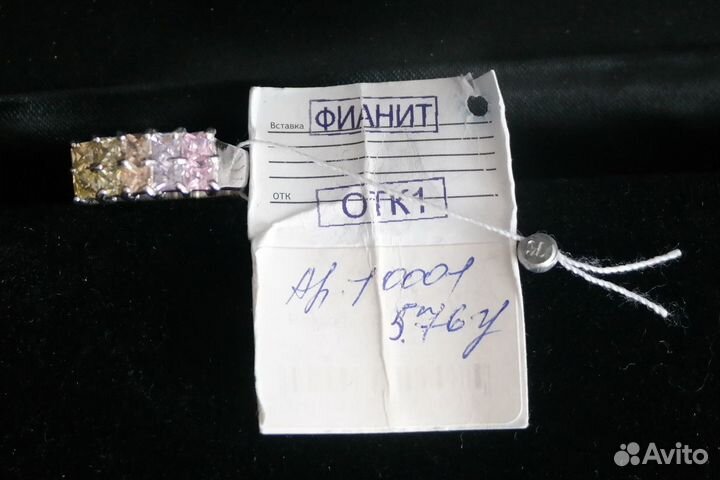 Вставка ФИАНИТ
ОТК ОТК1
Ар. 10001
5.76 У
Avito